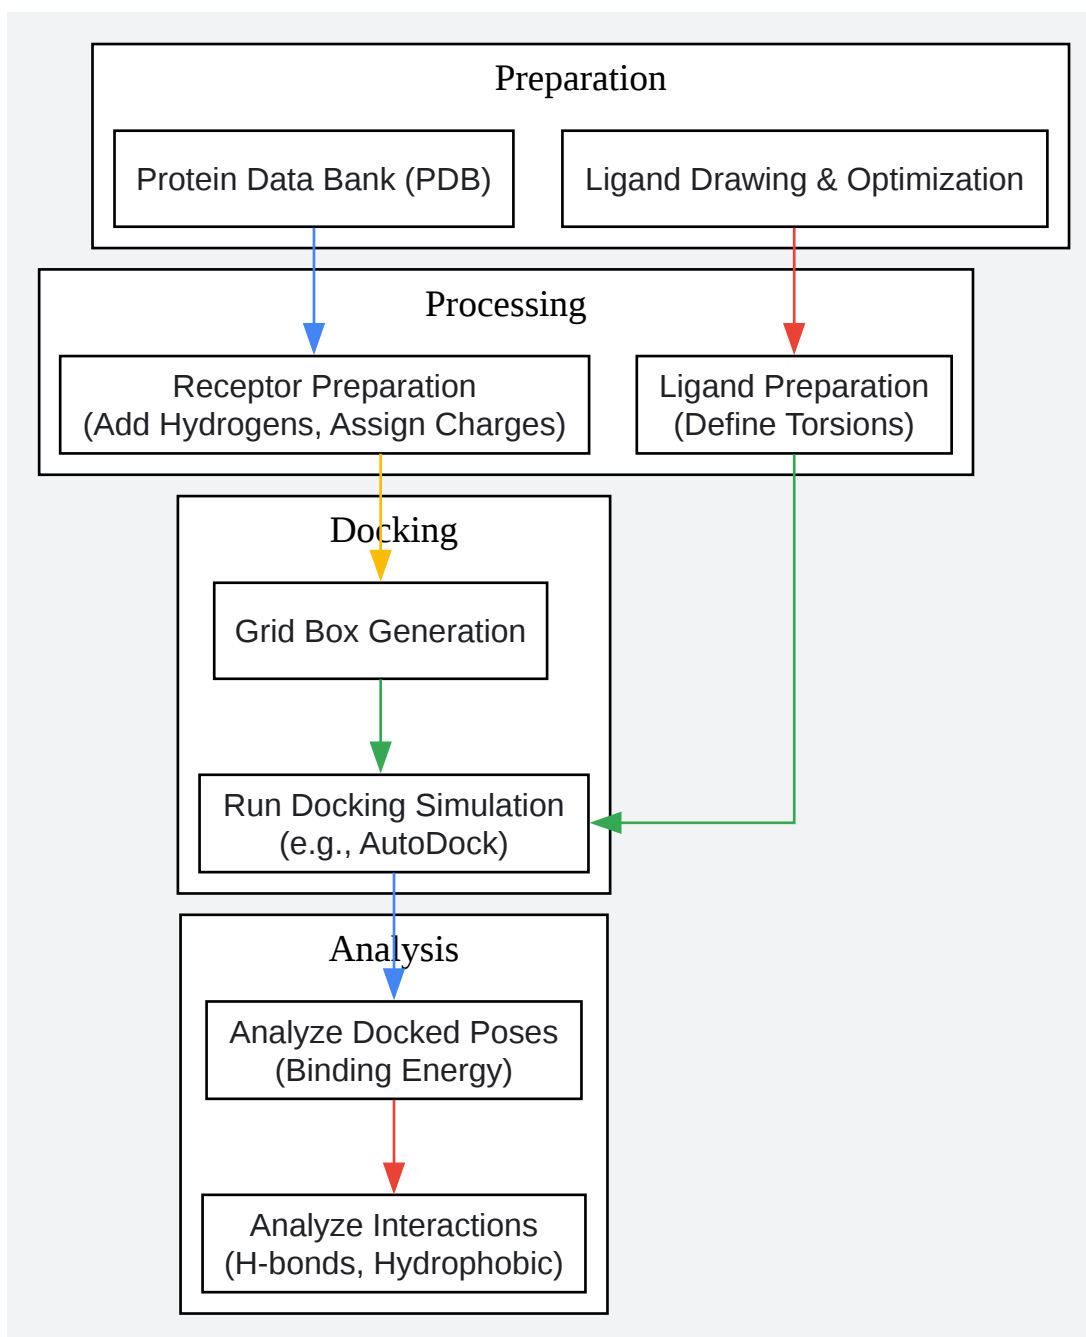 Preparation
Protein Data Bank (PDB)
Ligand Drawing & Optimization
Processing
Receptor Preparation
(Add Hydrogens, Assign Charges)
Ligand Preparation
(Define Torsions)
Docking
Grid Box Generation
Run Docking Simulation
(e.g., AutoDock)
Analysis
Analyze Docked Poses
(Binding Energy)
Analyze Interactions
(H-bonds, Hydrophobic)